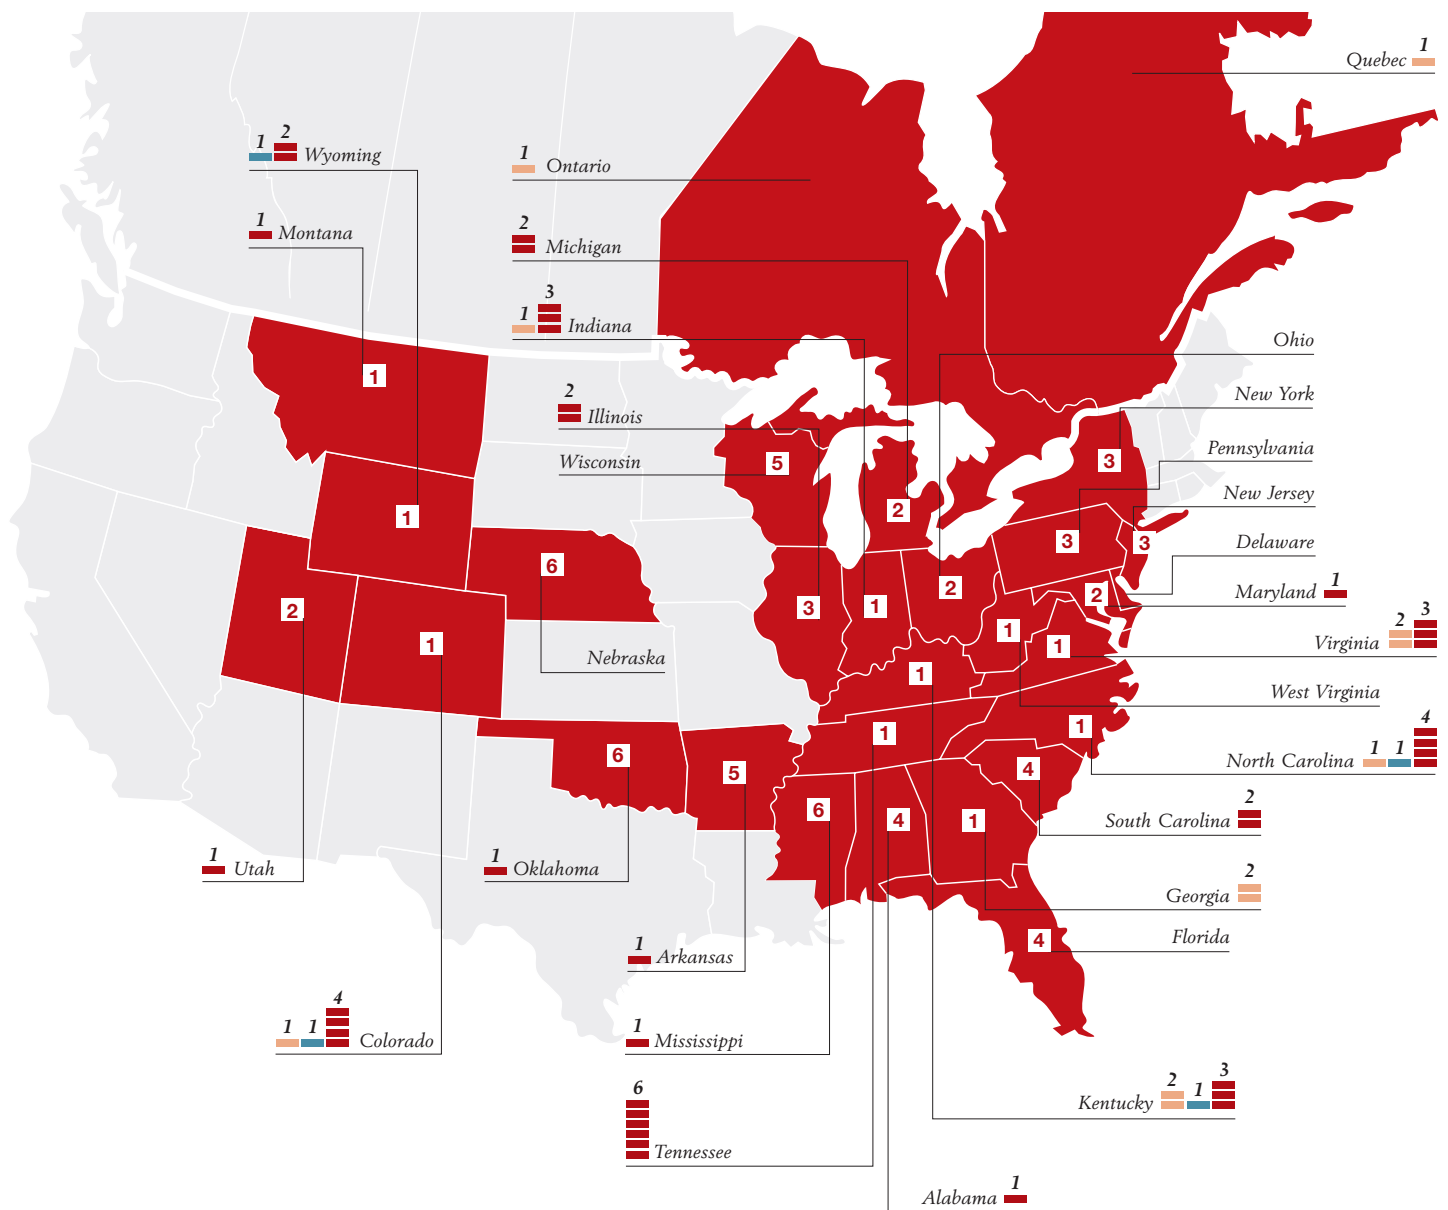 1
Quebec
1 2
Wyoming
1
Ontario
1
Montana
2
Michigan
3
1
Indiana
Ohio
1
2
Illinois
New York
Wisconsin
5
3
Pennsylvania
1
2
New Jersey
6
3
3
Delaware
2
2
1
Maryland
2
3
1
1
2 3
Virginia
1
1
Nebraska
1
West Virginia
1
1
4
1 1
North Carolina
6
5
4
2
South Carolina
6
4
1
1
Utah
1
Oklahoma
2
Georgia
4
Florida
1
Arkansas
4
1 1
Colorado
1
Mississippi
3
2 1
Kentucky
6
Tennessee
1
Alabama